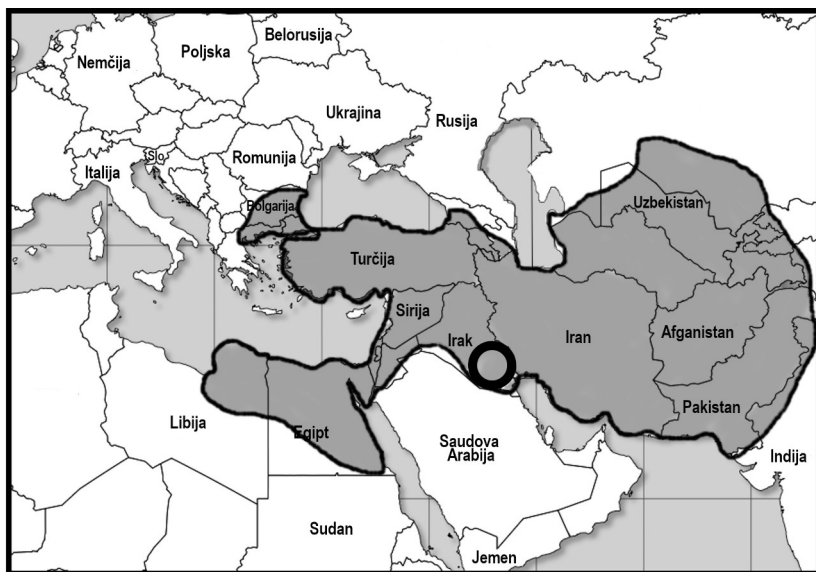 Belorusija
Poljska
Nemčija
Ukrajina
Rusija
Slo
Romunija
Italija
Bolgarija
Uzbekistan
Turčija
Sirija
Irak
Iran
Afganistan
Pakistan
Libija
Egipt
Saudova
Arabija
Indija
Sudan
Jemen